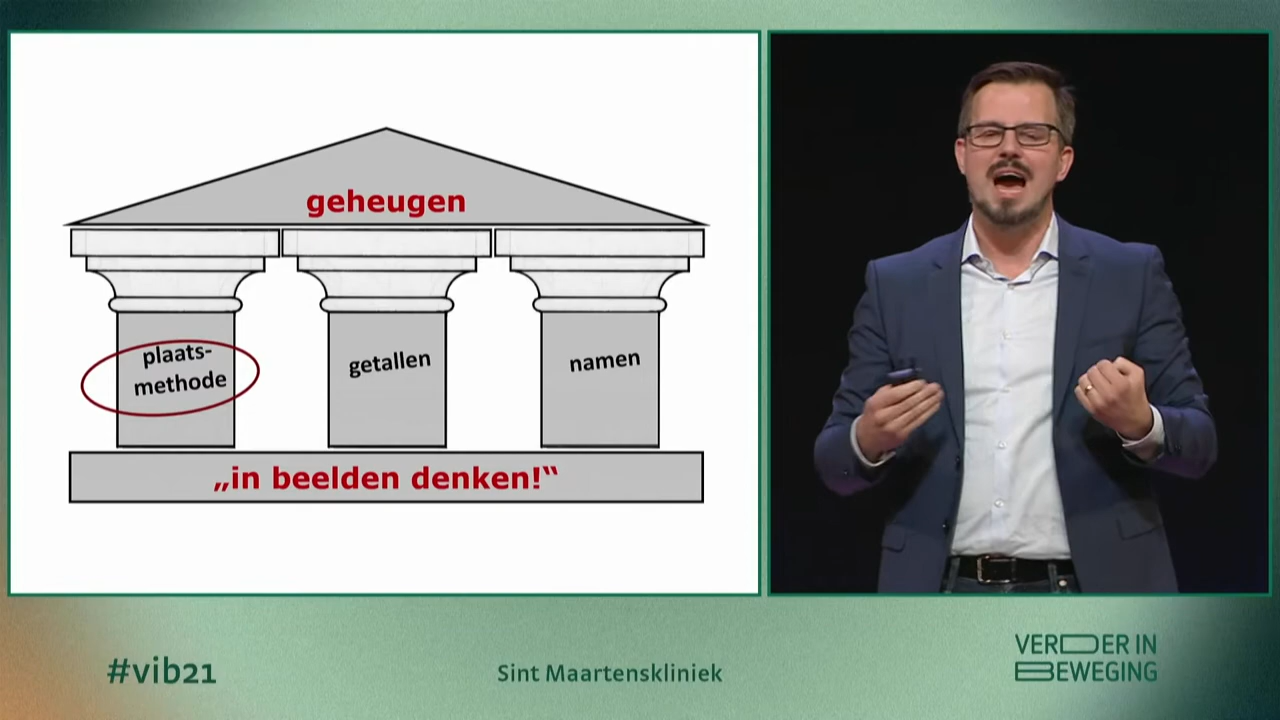 geheugen
plaats-
methode
getallen
namen
„in beelden denken!“
#vib21
Sint Maartenskliniek
VERDER IN
BEWEGING